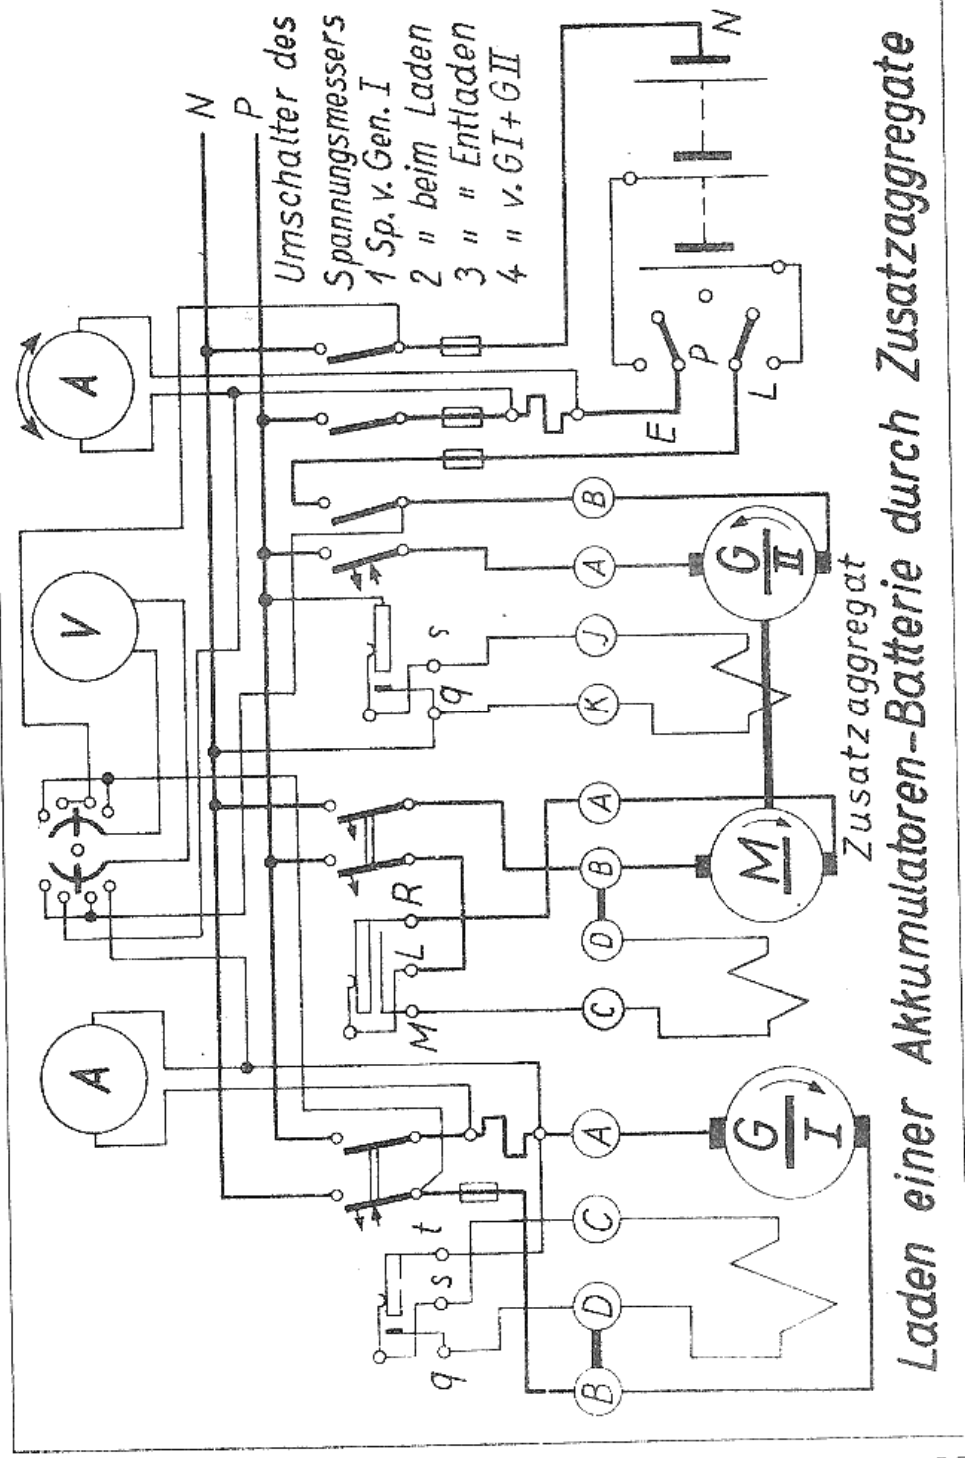 N
P
Umschalter des
Spannungsmessers
1 Sp. v. Gen. I
2 " beim Laden
3 " " Entladen
4 " v. GI + GII
A
V
A
N
E
P
L
B
A
J
K
s
q
G
II
A
B
D
C
R
L
M
M
Zusatzaggregat
A
C
D
B
t
s
q
G
I
Laden einer Akkumulatoren-Batterie durch Zusatzaggregate